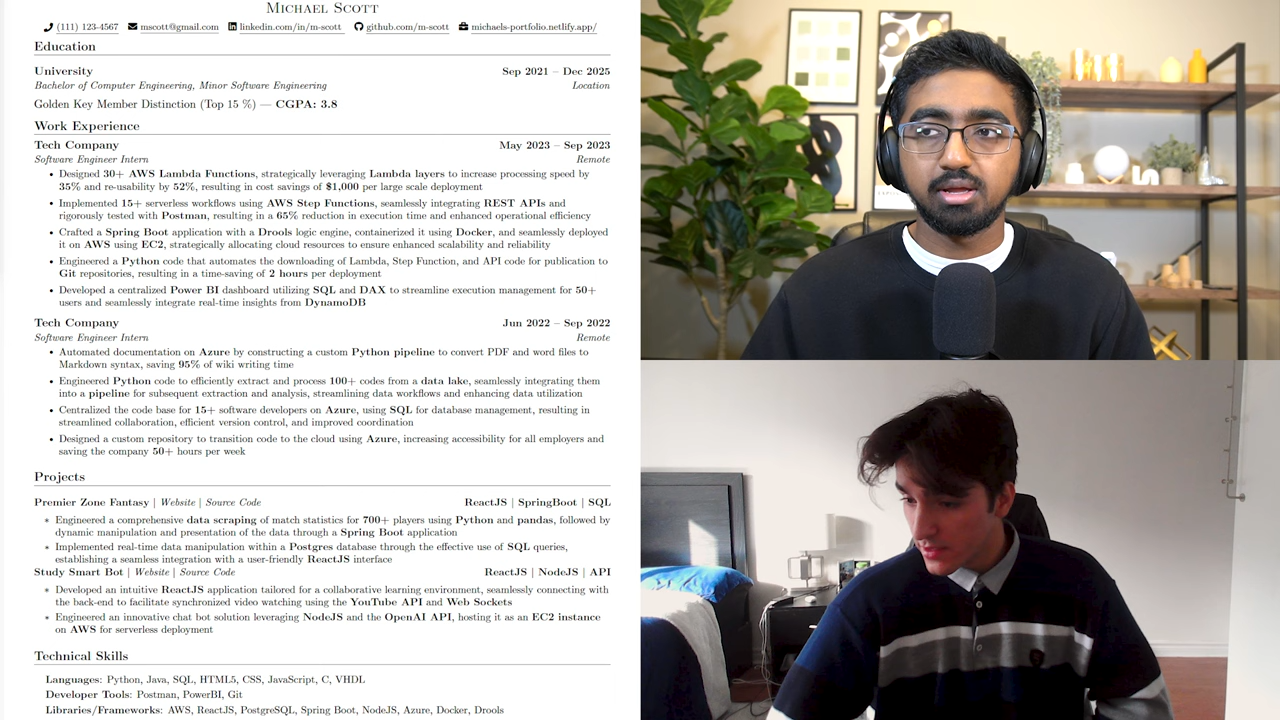 Michael Scott
(111) 123-4567 mscott@gmail.com linkedin.com/in/m-scott github.com/m-scott michaels-portfolio.netlify.app/
Education
University Sep 2021 – Dec 2025
Bachelor of Computer Engineering, Minor Software Engineering Location
Golden Key Member Distinction (Top 15 %) — CGPA: 3.8
Work Experience
Tech Company May 2023 – Sep 2023
Software Engineer Intern Remote
• Designed 30+ AWS Lambda Functions, strategically leveraging Lambda layers to increase processing speed by
35% and re-usability by 52%, resulting in cost savings of $1,000 per large scale deployment
• Implemented 15+ serverless workflows using AWS Step Functions, seamlessly integrating REST APIs and
rigorously tested with Postman, resulting in a 65% reduction in execution time and enhanced operational efficiency
• Crafted a Spring Boot application with a Drools logic engine, containerized it using Docker, and seamlessly deployed
it on AWS using EC2, strategically allocating cloud resources to ensure enhanced scalability and reliability
• Engineered a Python code that automates the downloading of Lambda, Step Function, and API code for publication to
Git repositories, resulting in a time-saving of 2 hours per deployment
• Developed a centralized Power BI dashboard utilizing SQL and DAX to streamline execution management for 50+
users and seamlessly integrate real-time insights from DynamoDB
Tech Company Jun 2022 – Sep 2022
Software Engineer Intern Remote
• Automated documentation on Azure by constructing a custom Python pipeline to convert PDF and word files to
Markdown syntax, saving 95% of wiki writing time
• Engineered Python code to efficiently extract and process 100+ codes from a data lake, seamlessly integrating them
into a pipeline for subsequent extraction and analysis, streamlining data workflows and enhancing data utilization
• Centralized the code base for 15+ software developers on Azure, using SQL for database management, resulting in
streamlined collaboration, efficient version control, and improved coordination
• Designed a custom repository to transition code to the cloud using Azure, increasing accessibility for all employers and
saving the company 50+ hours per week
Projects
Premier Zone Fantasy | Website | Source Code ReactJS | SpringBoot | SQL
* Engineered a comprehensive data scraping of match statistics for 700+ players using Python and pandas, followed by
dynamic manipulation and presentation of the data through a Spring Boot application
* Implemented real-time data manipulation within a Postgres database through the effective use of SQL queries,
establishing a seamless integration with a user-friendly ReactJS interface
Study Smart Bot | Website | Source Code ReactJS | NodeJS | API
* Developed an intuitive ReactJS application tailored for a collaborative learning environment, seamlessly connecting with
the back-end to facilitate synchronized video watching using the YouTube API and Web Sockets
* Engineered an innovative chat bot solution leveraging NodeJS and the OpenAI API, hosting it as an EC2 instance
on AWS for serverless deployment
Technical Skills
Languages: Python, Java, SQL, HTML5, CSS, JavaScript, C, VHDL
Developer Tools: Postman, PowerBI, Git
Libraries/Frameworks: AWS, ReactJS, PostgreSQL, Spring Boot, NodeJS, Azure, Docker, Drools